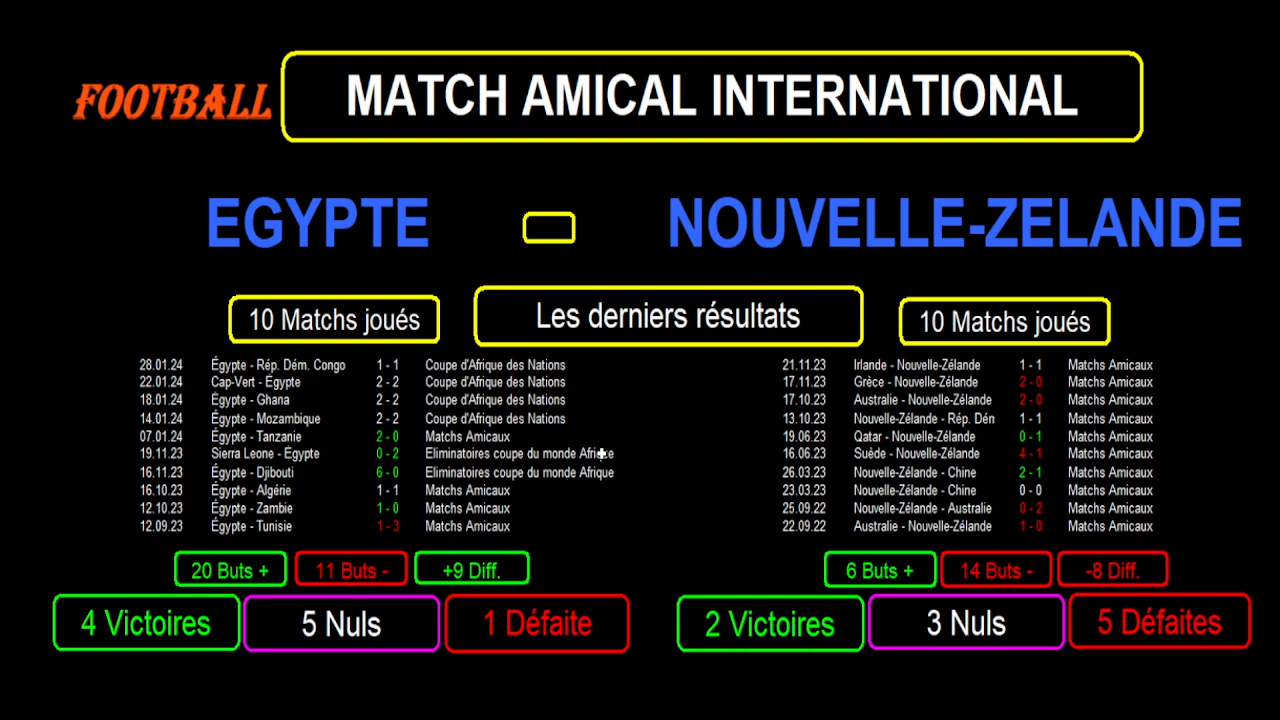 FOOTBALL
MATCH AMICAL INTERNATIONAL
EGYPTE
NOUVELLE-ZELANDE
10 Matchs joués
Les derniers résultats
10 Matchs joués
28.01.24 Égypte - Rép. Dém. Congo 1 - 1 Coupe d'Afrique des Nations
22.01.24 Cap-Vert - Égypte 2 - 2 Coupe d'Afrique des Nations
18.01.24 Égypte - Ghana 2 - 2 Coupe d'Afrique des Nations
14.01.24 Égypte - Mozambique 2 - 2 Coupe d'Afrique des Nations
07.01.24 Égypte - Tanzanie 2 - 0 Matchs Amicaux
19.11.23 Sierra Leone - Égypte 0 - 2 Eliminatoires coupe du monde Afrique
16.11.23 Égypte - Djibouti 6 - 0 Eliminatoires coupe du monde Afrique
16.10.23 Égypte - Algérie 1 - 1 Matchs Amicaux
12.10.23 Égypte - Zambie 1 - 0 Matchs Amicaux
12.09.23 Égypte - Tunisie 1 - 3 Matchs Amicaux
21.11.23 Irlande - Nouvelle-Zélande 1 - 1 Matchs Amicaux
17.11.23 Grèce - Nouvelle-Zélande 2 - 0 Matchs Amicaux
17.10.23 Australie - Nouvelle-Zélande 2 - 0 Matchs Amicaux
13.10.23 Nouvelle-Zélande - Rép. Dén 1 - 1 Matchs Amicaux
19.06.23 Qatar - Nouvelle-Zélande 0 - 1 Matchs Amicaux
16.06.23 Suède - Nouvelle-Zélande 4 - 1 Matchs Amicaux
26.03.23 Nouvelle-Zélande - Chine 2 - 1 Matchs Amicaux
23.03.23 Nouvelle-Zélande - Chine 0 - 0 Matchs Amicaux
25.09.22 Nouvelle-Zélande - Australie 0 - 2 Matchs Amicaux
22.09.22 Australie - Nouvelle-Zélande 1 - 0 Matchs Amicaux
20 Buts + 11 Buts - +9 Diff.
6 Buts + 14 Buts - -8 Diff.
4 Victoires 5 Nuls 1 Défaite
2 Victoires 3 Nuls 5 Défaites